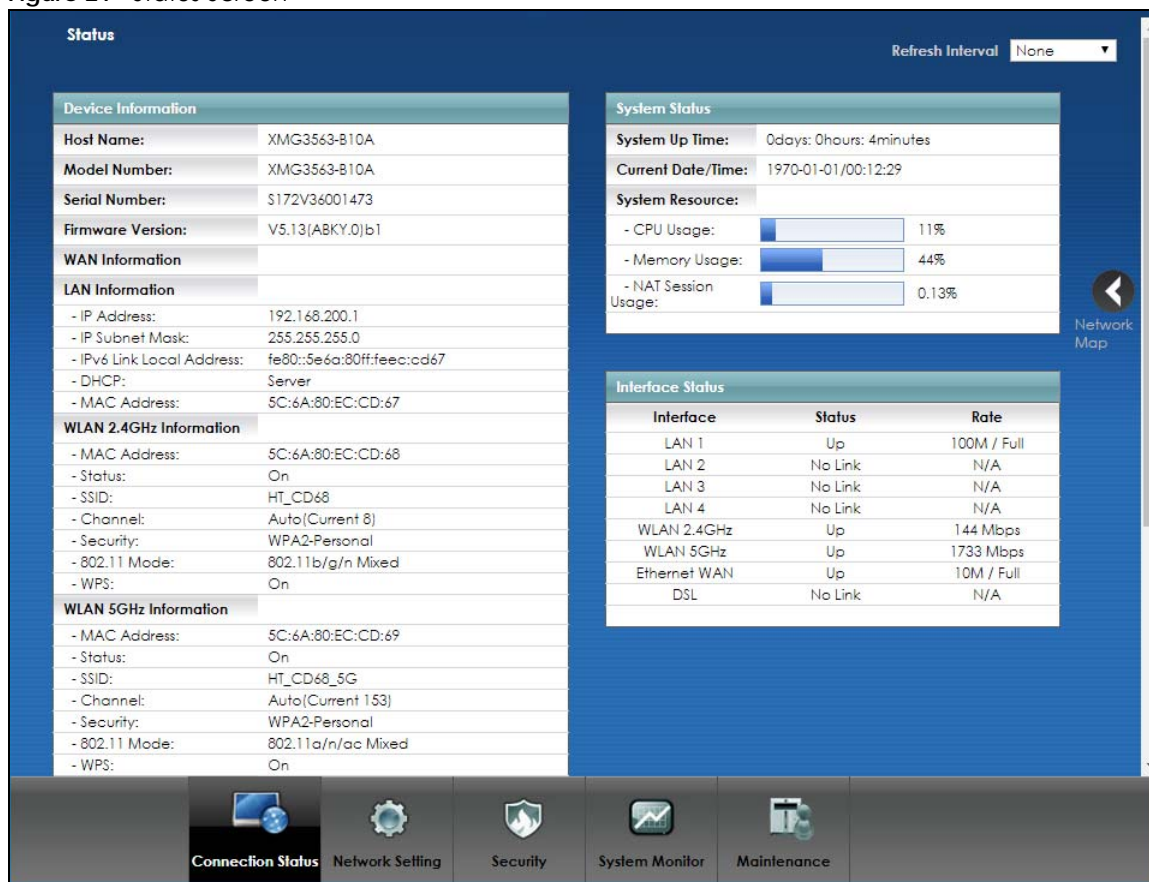 Status
Refresh Interval None
Device Information
Host Name: XMG3563-B10A
Model Number: XMG3563-B10A
Serial Number: S172V36001473
Firmware Version: V5.13(ABKY.0)b1
WAN Information
LAN Information
- IP Address: 192.168.200.1
- IP Subnet Mask: 255.255.255.0
- IPv6 Link Local Address: fe80::5e6a:80ff:feec:cd67
- DHCP: Server
- MAC Address: 5C:6A:80:EC:CD:67
WLAN 2.4GHz Information
- MAC Address: 5C:6A:80:EC:CD:68
- Status: On
- SSID: HT_CD68
- Channel: Auto(Current 8)
- Security: WPA2-Personal
- 802.11 Mode: 802.11b/g/n Mixed
- WPS: On
WLAN 5GHz Information
- MAC Address: 5C:6A:80:EC:CD:69
- Status: On
- SSID: HT_CD68_5G
- Channel: Auto(Current 153)
- Security: WPA2-Personal
- 802.11 Mode: 802.11a/n/ac Mixed
- WPS: On
System Status
System Up Time: 0days: 0hours: 4minutes
Current Date/Time: 1970-01-01/00:12:29
System Resource:
- CPU Usage: 11%
- Memory Usage: 44%
- NAT Session
Usage: 0.13%
Interface Status
Interface Status Rate
LAN 1 Up 100M / Full
LAN 2 No Link N/A
LAN 3 No Link N/A
LAN 4 No Link N/A
WLAN 2.4GHz Up 144 Mbps
WLAN 5GHz Up 1733 Mbps
Ethernet WAN Up 10M / Full
DSL No Link N/A
Network
Map
Connection Status Network Setting Security System Monitor Maintenance